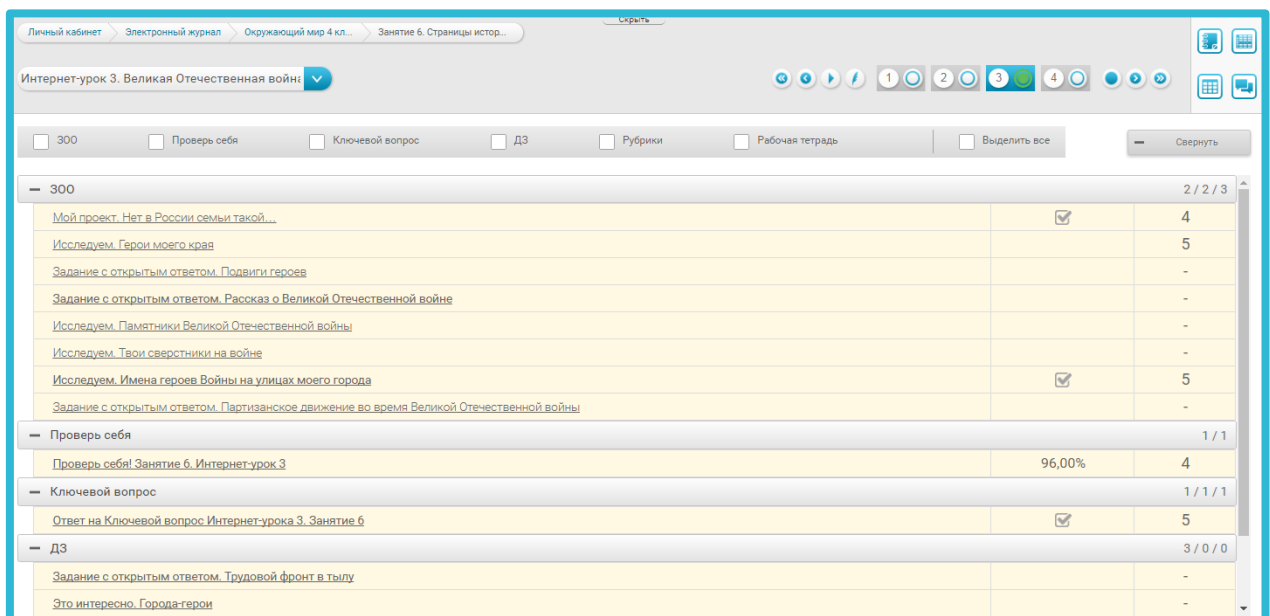 Скрыть
Личный кабинет Электронный журнал Окружающий мир 4 кл... Занятие 6. Страницы истор...
Интернет-урок 3. Великая Отечественная война 1 2 3 4
ЗОО Проверь себя Ключевой вопрос ДЗ Рубрики Рабочая тетрадь Выделить все Свернуть
ЗОО 2 / 2 / 3
Мой проект. Нет в России семьи такой... 4
Исследуем. Герои моего края 5
Задание с открытым ответом. Подвиги героев -
Задание с открытым ответом. Рассказ о Великой Отечественной войне -
Исследуем. Памятники Великой Отечественной войны -
Исследуем. Твои сверстники на войне -
Исследуем. Имена героев Войны на улицах моего города 5
Задание с открытым ответом. Партизанское движение во время Великой Отечественной войны -
Проверь себя 1 / 1
Проверь себя! Занятие 6. Интернет-урок 3 96,00% 4
Ключевой вопрос 1 / 1 / 1
Ответ на Ключевой вопрос Интернет-урока 3. Занятие 6 5
ДЗ 3 / 0 / 0
Задание с открытым ответом. Трудовой фронт в тылу -
Это интересно. Города-герои -